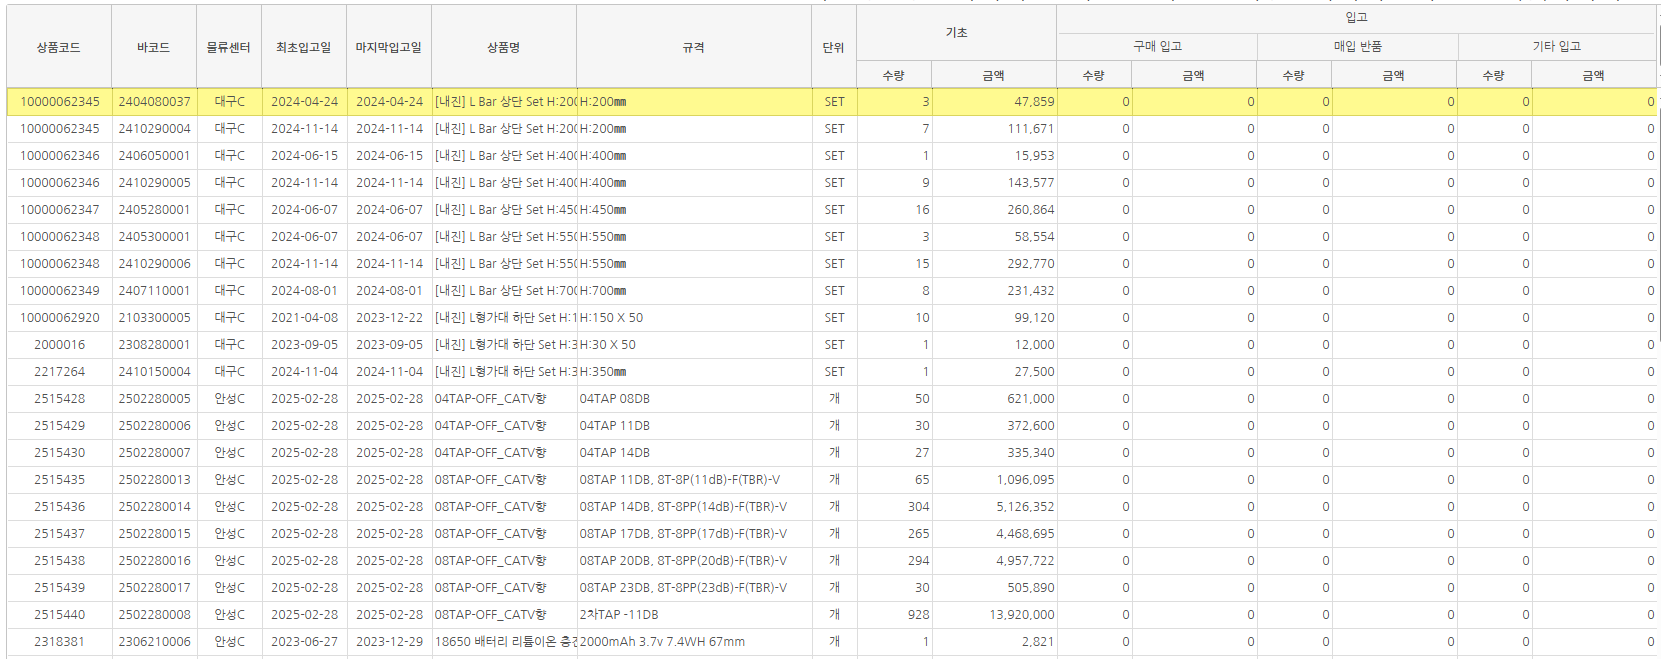 상품코드 바코드 물류센터 최초입고일 마지막입고일 상품명 규격 단위 기초 입고
구매 입고 매입 반품 기타 입고
수량 금액 수량 금액 수량 금액 수량 금액
10000062345 2404080037 대구C 2024-04-24 2024-04-24 [내진] L Bar 상단 Set H:200 H:200㎜ SET 3 47,859 0 0 0 0 0 0
10000062345 2410290004 대구C 2024-11-14 2024-11-14 [내진] L Bar 상단 Set H:200 H:200㎜ SET 7 111,671 0 0 0 0 0 0
10000062346 2406050001 대구C 2024-06-15 2024-06-15 [내진] L Bar 상단 Set H:400 H:400㎜ SET 1 15,953 0 0 0 0 0 0
10000062346 2410290005 대구C 2024-11-14 2024-11-14 [내진] L Bar 상단 Set H:400 H:400㎜ SET 9 143,577 0 0 0 0 0 0
10000062347 2405280001 대구C 2024-06-07 2024-06-07 [내진] L Bar 상단 Set H:450 H:450㎜ SET 16 260,864 0 0 0 0 0 0
10000062348 2405300001 대구C 2024-06-07 2024-06-07 [내진] L Bar 상단 Set H:550 H:550㎜ SET 3 58,554 0 0 0 0 0 0
10000062348 2410290006 대구C 2024-11-14 2024-11-14 [내진] L Bar 상단 Set H:550 H:550㎜ SET 15 292,770 0 0 0 0 0 0
10000062349 2407110001 대구C 2024-08-01 2024-08-01 [내진] L Bar 상단 Set H:700 H:700㎜ SET 8 231,432 0 0 0 0 0 0
10000062920 2103300005 대구C 2021-04-08 2023-12-22 [내진] L형가대 하단 Set H:1 H:150 X 50 SET 10 99,120 0 0 0 0 0 0
2000016 2308280001 대구C 2023-09-05 2023-09-05 [내진] L형가대 하단 Set H:3 H:30 X 50 SET 1 12,000 0 0 0 0 0 0
2217264 2410150004 대구C 2024-11-04 2024-11-04 [내진] L형가대 하단 Set H:3 H:350㎜ SET 1 27,500 0 0 0 0 0 0
2515428 2502280005 안성C 2025-02-28 2025-02-28 04TAP-OFF_CATV향 04TAP 08DB 개 50 621,000 0 0 0 0 0 0
2515429 2502280006 안성C 2025-02-28 2025-02-28 04TAP-OFF_CATV향 04TAP 11DB 개 30 372,600 0 0 0 0 0 0
2515430 2502280007 안성C 2025-02-28 2025-02-28 04TAP-OFF_CATV향 04TAP 14DB 개 27 335,340 0 0 0 0 0 0
2515435 2502280013 안성C 2025-02-28 2025-02-28 08TAP-OFF_CATV향 08TAP 11DB, 8T-8P(11dB)-F(TBR)-V 개 65 1,096,095 0 0 0 0 0 0
2515436 2502280014 안성C 2025-02-28 2025-02-28 08TAP-OFF_CATV향 08TAP 14DB, 8T-8PP(14dB)-F(TBR)-V 개 304 5,126,352 0 0 0 0 0 0
2515437 2502280015 안성C 2025-02-28 2025-02-28 08TAP-OFF_CATV향 08TAP 17DB, 8T-8PP(17dB)-F(TBR)-V 개 265 4,468,695 0 0 0 0 0 0
2515438 2502280016 안성C 2025-02-28 2025-02-28 08TAP-OFF_CATV향 08TAP 20DB, 8T-8PP(20dB)-F(TBR)-V 개 294 4,957,722 0 0 0 0 0 0
2515439 2502280017 안성C 2025-02-28 2025-02-28 08TAP-OFF_CATV향 08TAP 23DB, 8T-8PP(23dB)-F(TBR)-V 개 30 505,890 0 0 0 0 0 0
2515440 2502280008 안성C 2025-02-28 2025-02-28 08TAP-OFF_CATV향 2차TAP -11DB 개 928 13,920,000 0 0 0 0 0 0
2318381 2306210006 안성C 2023-06-27 2023-12-29 18650 배터리 리튬이온 충전 2000mAh 3.7v 7.4WH 67mm 개 1 2,821 0 0 0 0 0 0